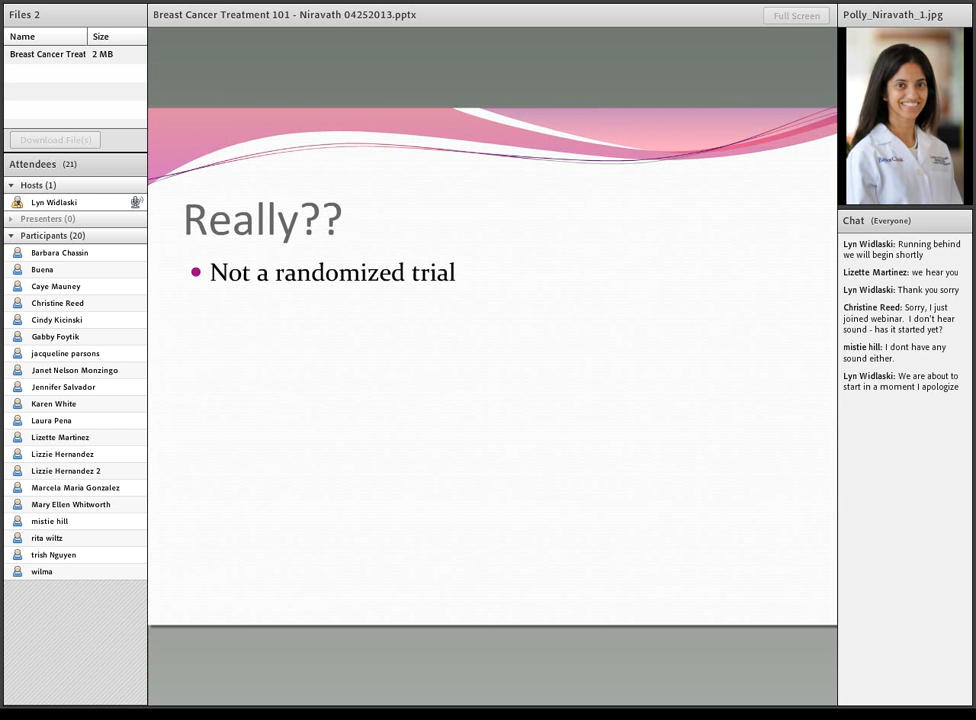 Files 2
Name Size
Breast Cancer Treat 2 MB
Download File(s)
Attendees (21)
Hosts (1)
Lyn Widlaski
Presenters (0)
Participants (20)
Barbara Chassin
Buena
Caye Mauney
Christine Reed
Cindy Kicinski
Gabby Foytik
jacqueline parsons
Janet Nelson Monzingo
Jennifer Salvador
Karen White
Laura Pena
Lizette Martinez
Lizzie Hernandez
Lizzie Hernandez 2
Marcela Maria Gonzalez
Mary Ellen Whitworth
mistie hill
rita wiltz
trish Nguyen
wilma
Breast Cancer Treatment 101 - Niravath 04252013.pptx
Full Screen
Really??
Not a randomized trial
Polly_Niravath_1.jpg
Chat (Everyone)
Lyn Widlaski: Running behind
we will begin shortly
Lizette Martinez: we hear you
Lyn Widlaski: Thank you sorry
Christine Reed: Sorry, I just
joined webinar. I don't hear
sound - has it started yet?
mistie hill: I dont have any
sound either.
Lyn Widlaski: We are about to
start in a moment I apologize